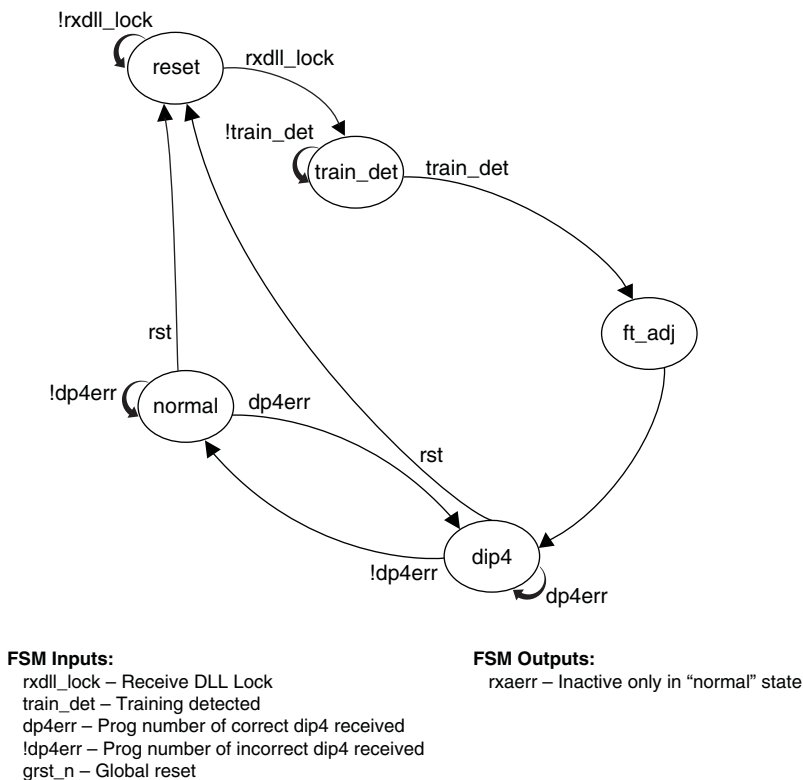 !rxdll_lock
reset
rxdll_lock
!train_det
train_det
train_det
ft_adj
rst
!dp4err
normal
dp4err
rst
!dp4err
dip4
dp4err
FSM Inputs:
rxdll_lock – Receive DLL Lock
train_det – Training detected
dp4err – Prog number of correct dip4 received
!dp4err – Prog number of incorrect dip4 received
grst_n – Global reset
FSM Outputs:
rxaerr – Inactive only in “normal” state